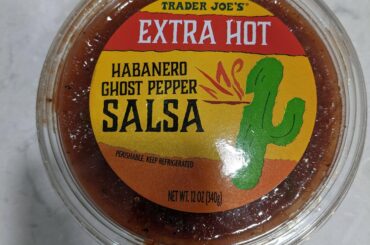 TRADER JOE'S
EXTRA HOT
HABANERO
GHOST PEPPER
SALSA
PERISHABLE. KEEP REFRIGERATED
NET WT. 12 OZ (340g)